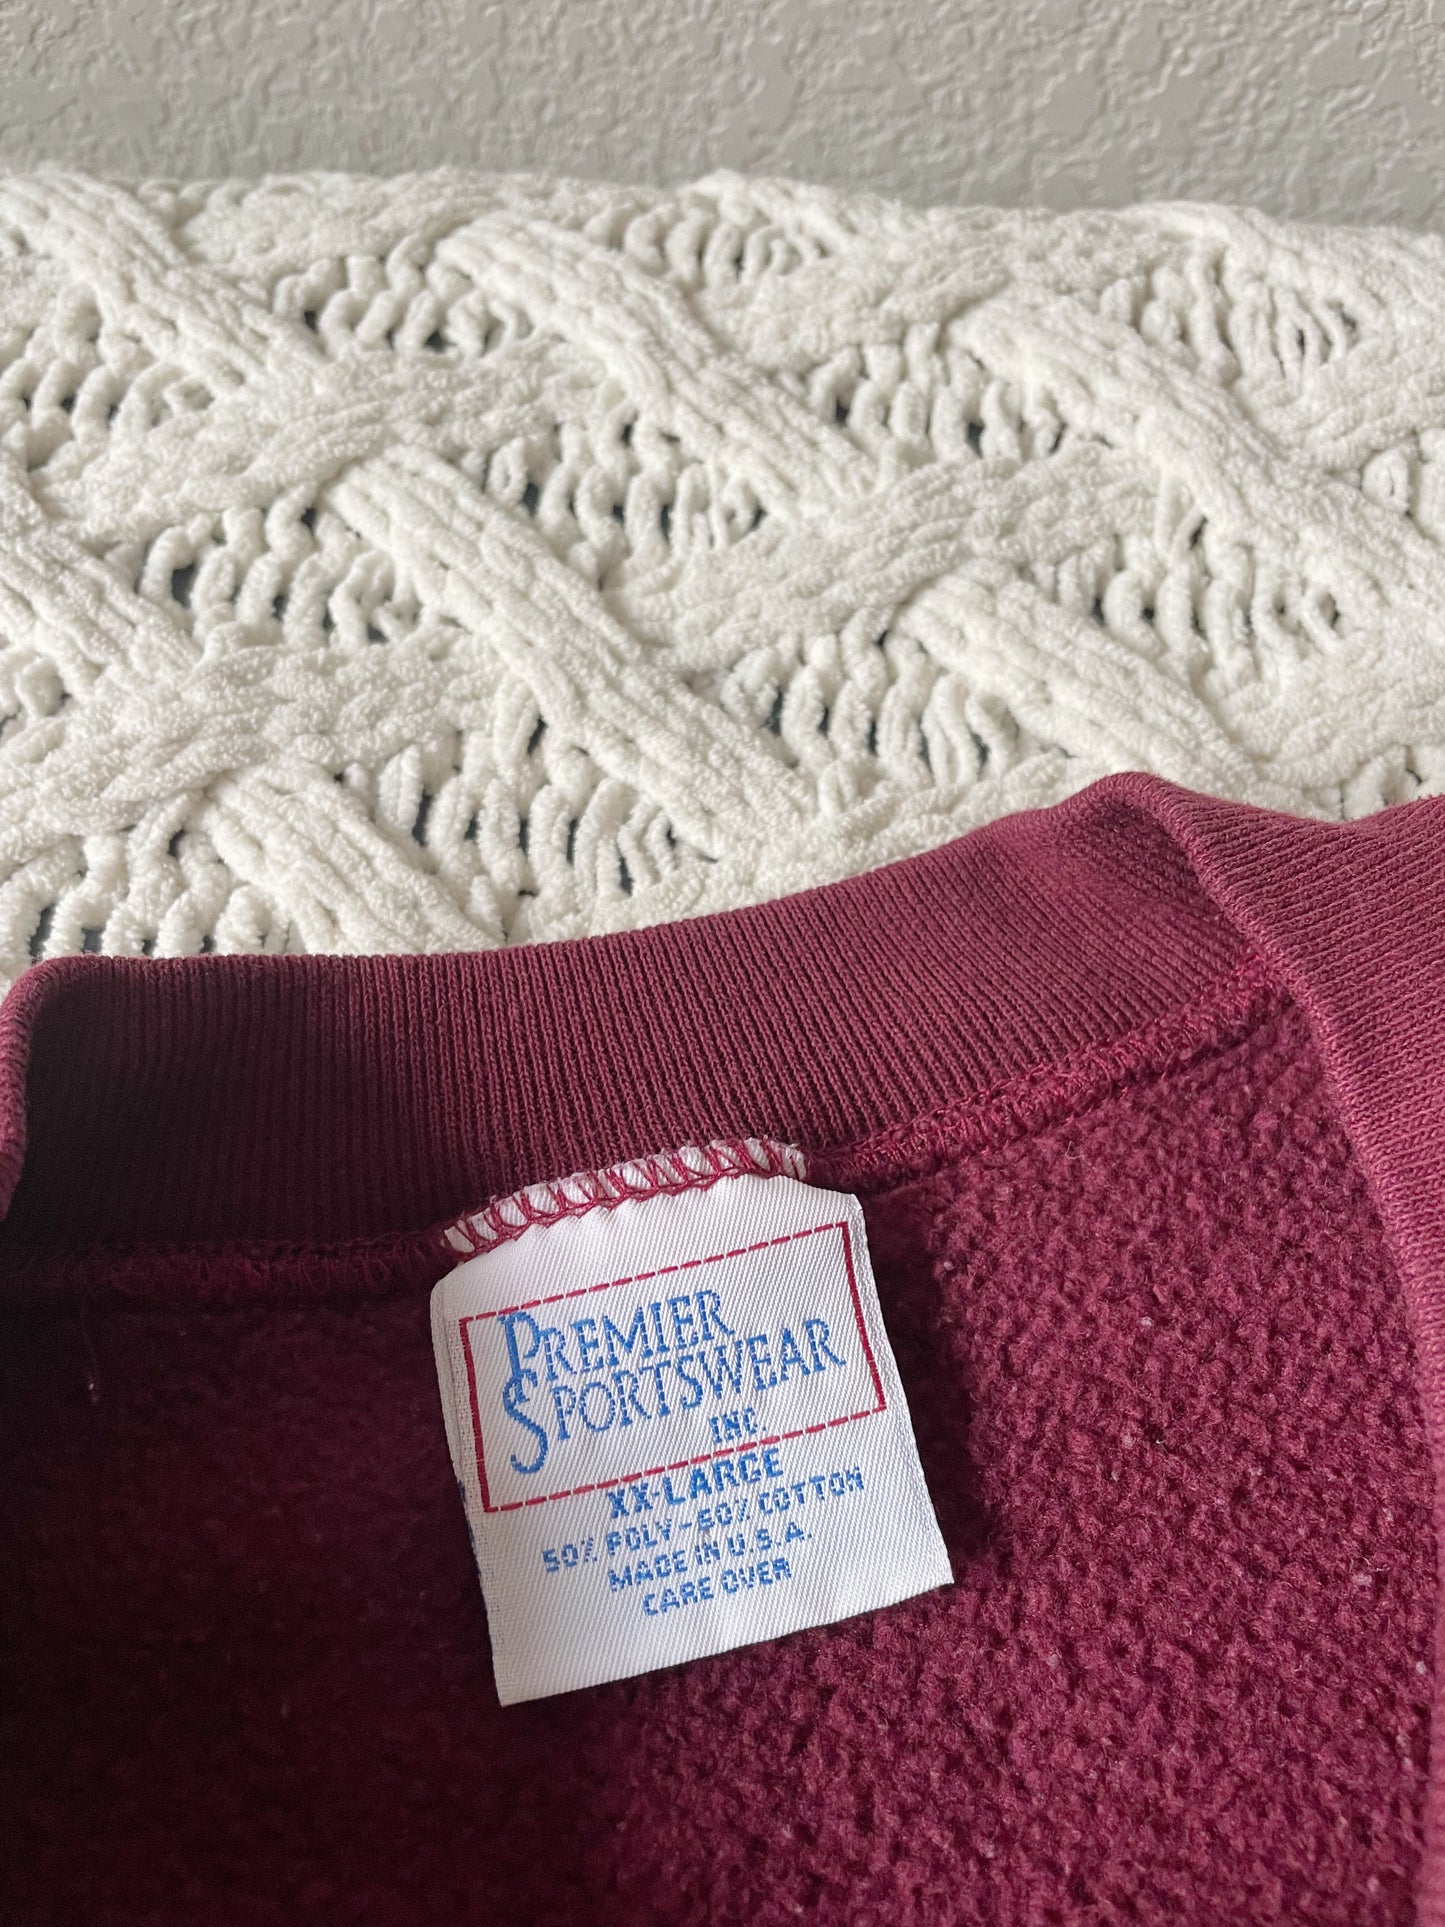 PREMIER
SPORTSWEAR
INC.
XX-LARGE
50% POLY-50% COTTON
MADE IN U.S.A.
CARE OVER